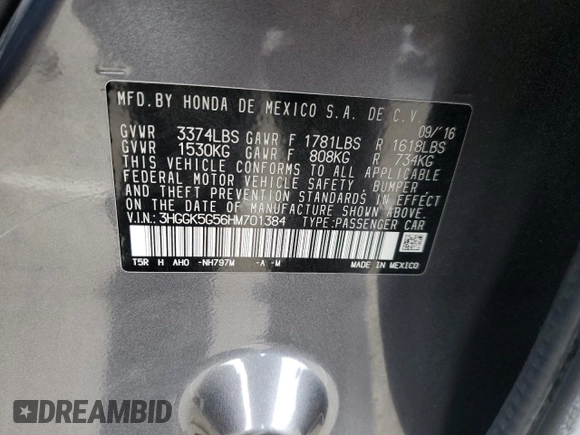 MFD.BY HONDA DE MEXICO S.A. DE C.V.
09/'16
GVWR 3374LBS GAWR F 1781LBS R 1618LBS
GVWR 1530KG GAWR F 808KG R 734KG
THIS VEHICLE CONFORMS TO ALL APPLICABLE
FEDERAL MOTOR VEHICLE SAFETY, BUMPER,
AND THEFT PREVENTION STANDARDS IN EFFECT
ON THE DATE OF MANUFACTURE SHOWN ABOVE.
V.I.N.: 3HGGK5G56HM701384 TYPE:PASSENGER CAR
T5R H AH0 -NH797M -A -M MADE IN MEXICO
DREAMBID